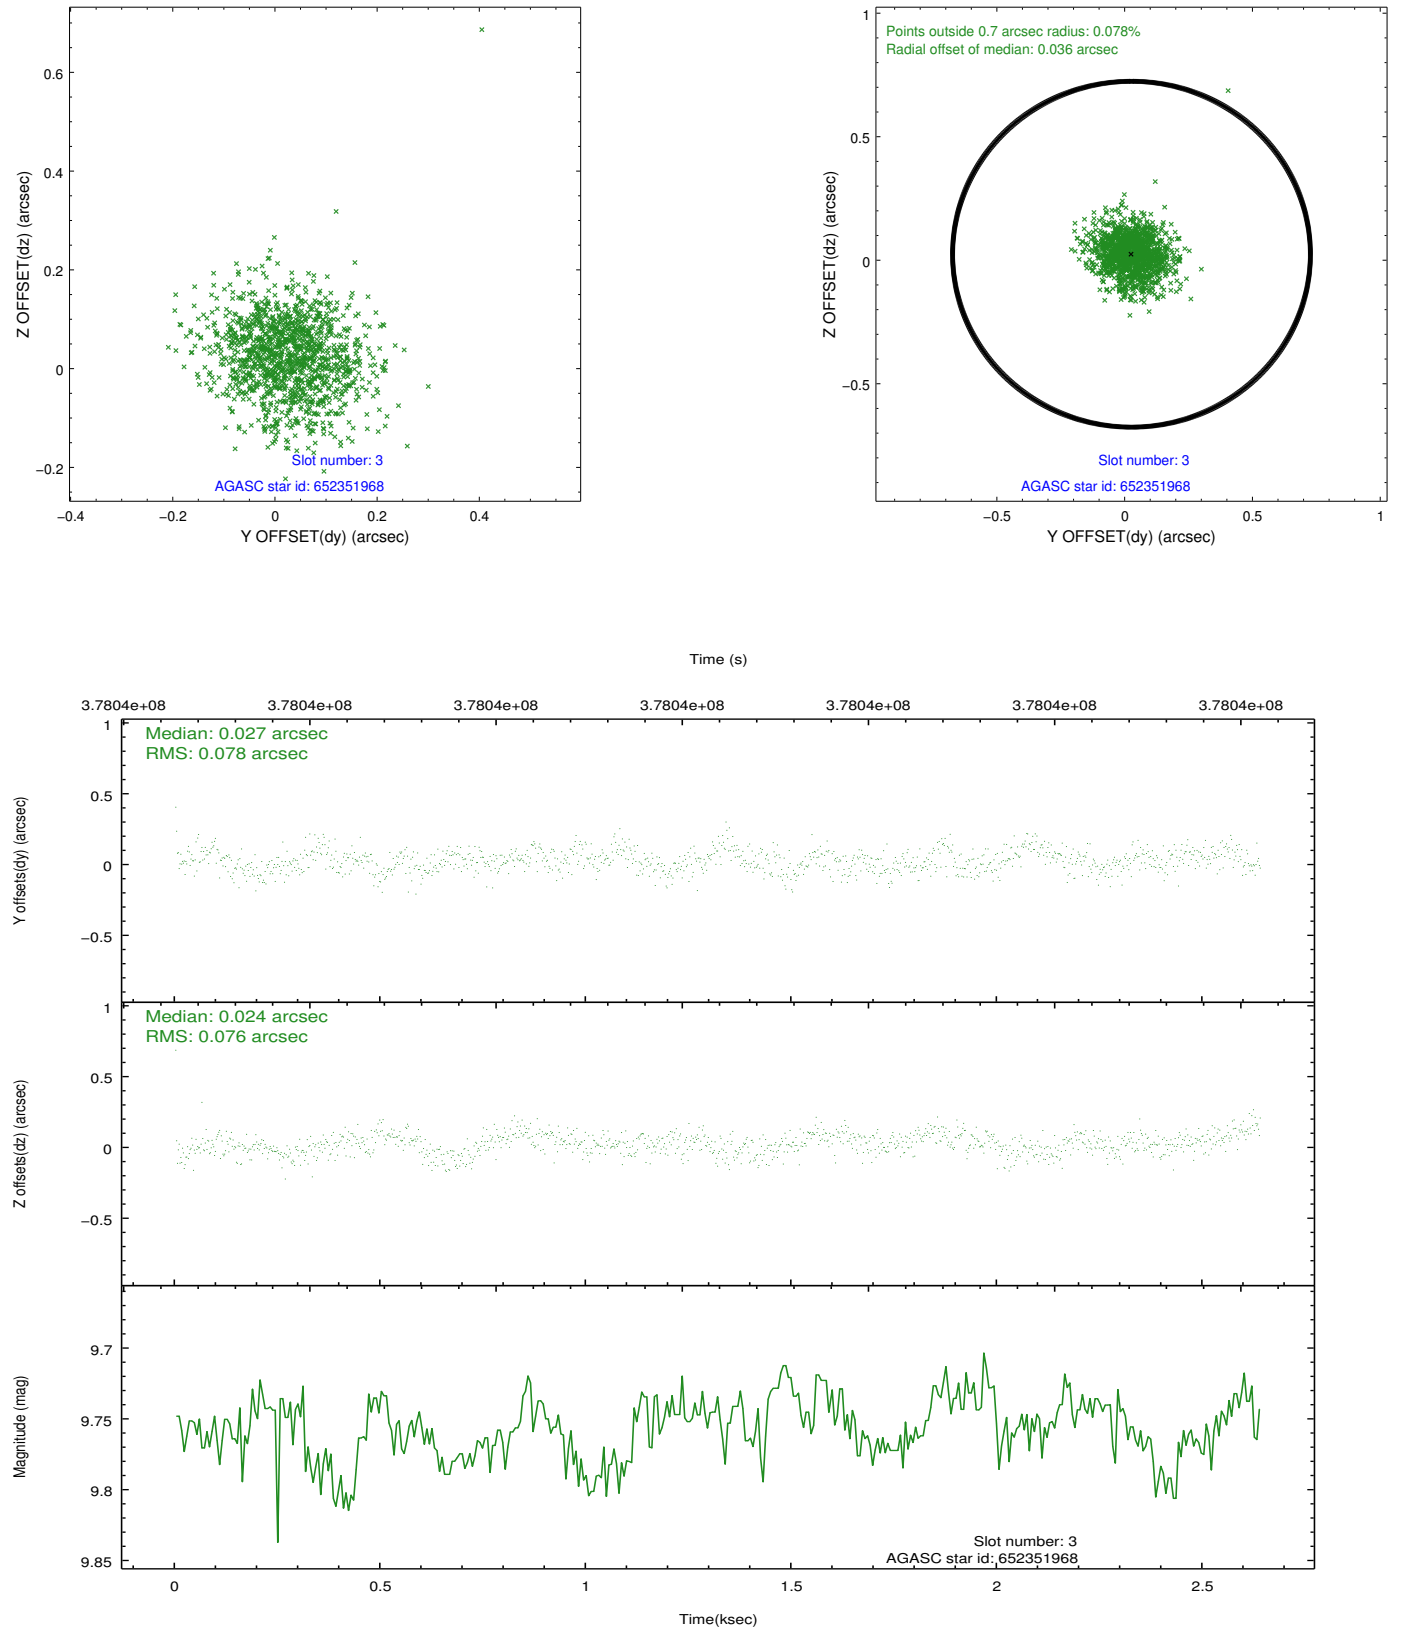 0.6
0.4
0.2
0
−0.2
Z OFFSET(dz) (arcsec)
Slot number: 3
AGASC star id: 652351968
−0.4
−0.2
0
0.2
0.4
Y OFFSET(dy) (arcsec)
Points outside 0.7 arcsec radius: 0.078%
Radial offset of median: 0.036 arcsec
1
0.5
0
−0.5
Z OFFSET(dz) (arcsec)
Slot number: 3
AGASC star id: 652351968
−0.5
0
0.5
1
Y OFFSET(dy) (arcsec)
Time (s)
3.7804e+08
3.7804e+08
3.7804e+08
3.7804e+08
3.7804e+08
3.7804e+08
3.7804e+08
Median: 0.027 arcsec
RMS: 0.078 arcsec
1
0.5
0
−0.5
Y offsets(dy) (arcsec)
Median: 0.024 arcsec
RMS: 0.076 arcsec
1
0.5
0
−0.5
Z offsets(dz) (arcsec)
9.7
9.75
9.8
9.85
Magnitude (mag)
Slot number: 3
AGASC star id: 652351968
0
0.5
1
1.5
2
2.5
Time(ksec)